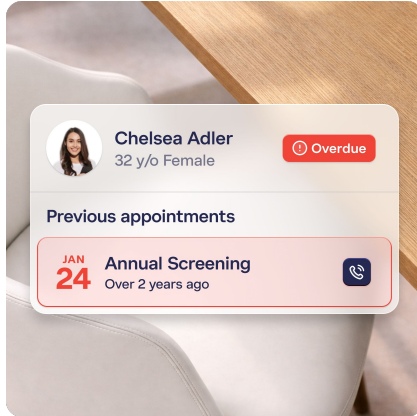 Chelsea Adler
32 y/o Female
Overdue
Previous appointments
JAN
24
Annual Screening
Over 2 years ago